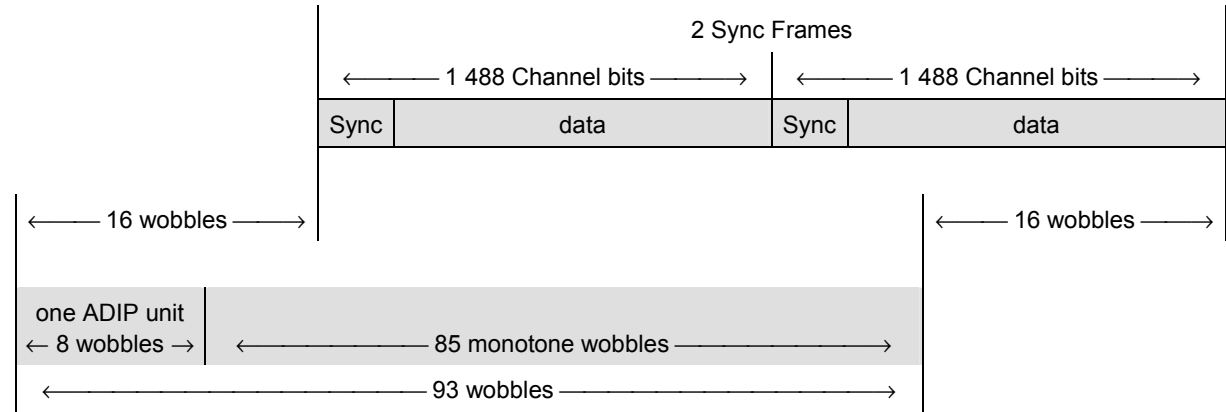 2 Sync Frames
1 488 Channel bits 1 488 Channel bits
Sync data Sync data
16 wobbles 16 wobbles
one ADIP unit
8 wobbles 85 monotone wobbles
93 wobbles